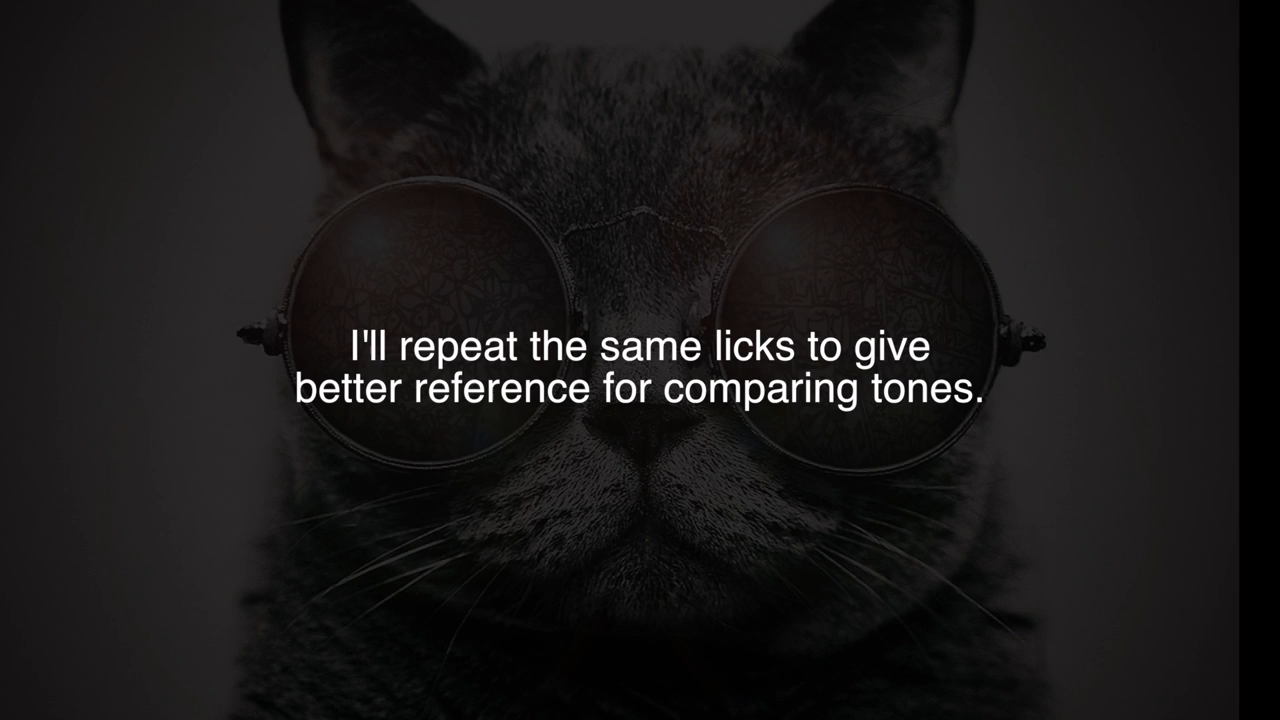 I'll repeat the same licks to give
better reference for comparing tones.